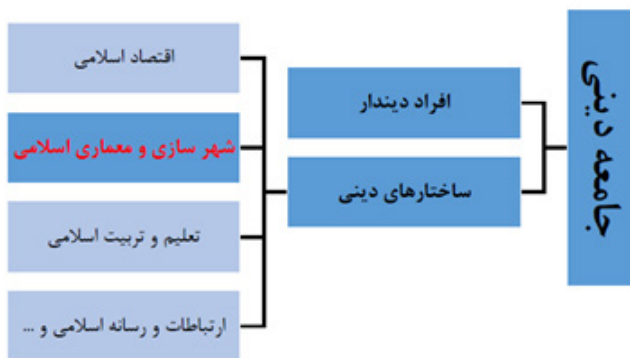 جامعه دینی
افراد دیندار
ساختارهای دینی
اقتصاد اسلامی
شهر سازی و معماری اسلامی
تعلیم و تربیت اسلامی
ارتباطات و رسانه اسلامی و ...